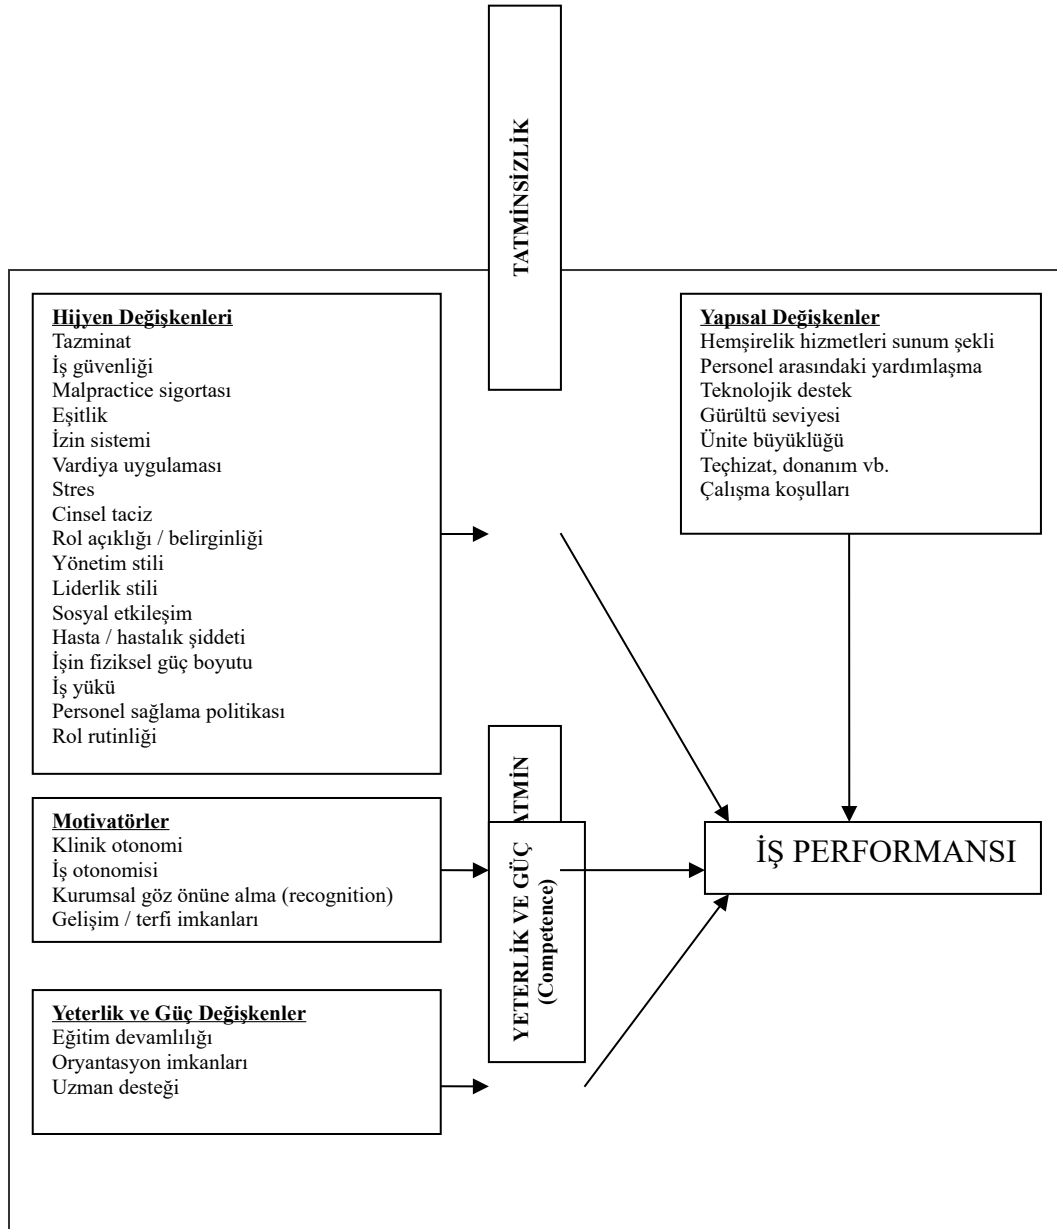 TATMİNSİZLİK
Hijyen Değişkenleri
Tazminat
İş güvenliği
Malpractice sigortası
Eşitlik
İzin sistemi
Vardiya uygulaması
Stres
Cinsel taciz
Rol açıklığı / belirginliği
Yönetim stili
Liderlik stili
Sosyal etkileşim
Hasta / hastalık şiddeti
İşin fiziksel güç boyutu
İş yükü
Personel sağlama politikası
Rol rutinliği
Yapısal Değişkenler
Hemşirelik hizmetleri sunum şekli
Personel arasındaki yardımlaşma
Teknolojik destek
Gürültü seviyesi
Ünite büyüklüğü
Teçhizat, donanım vb.
Çalışma koşulları
Motivatörler
Klinik otonomi
İş otonomisi
Kurumsal göz önüne alma (recognition)
Gelişim / terfi imkanları
YETERLİK VE GÜÇ
(Competence)
İŞ PERFORMANSI
Yeterlik ve Güç Değişkenler
Eğitim devamlılığı
Oryantasyon imkanları
Uzman desteği